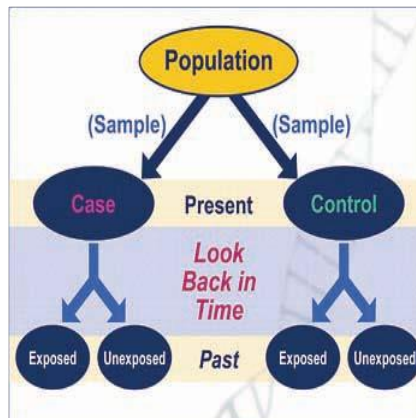 Population
(Sample) (Sample)
Case Present Control
Look
Back in
Time
Exposed Unexposed Past Exposed Unexposed